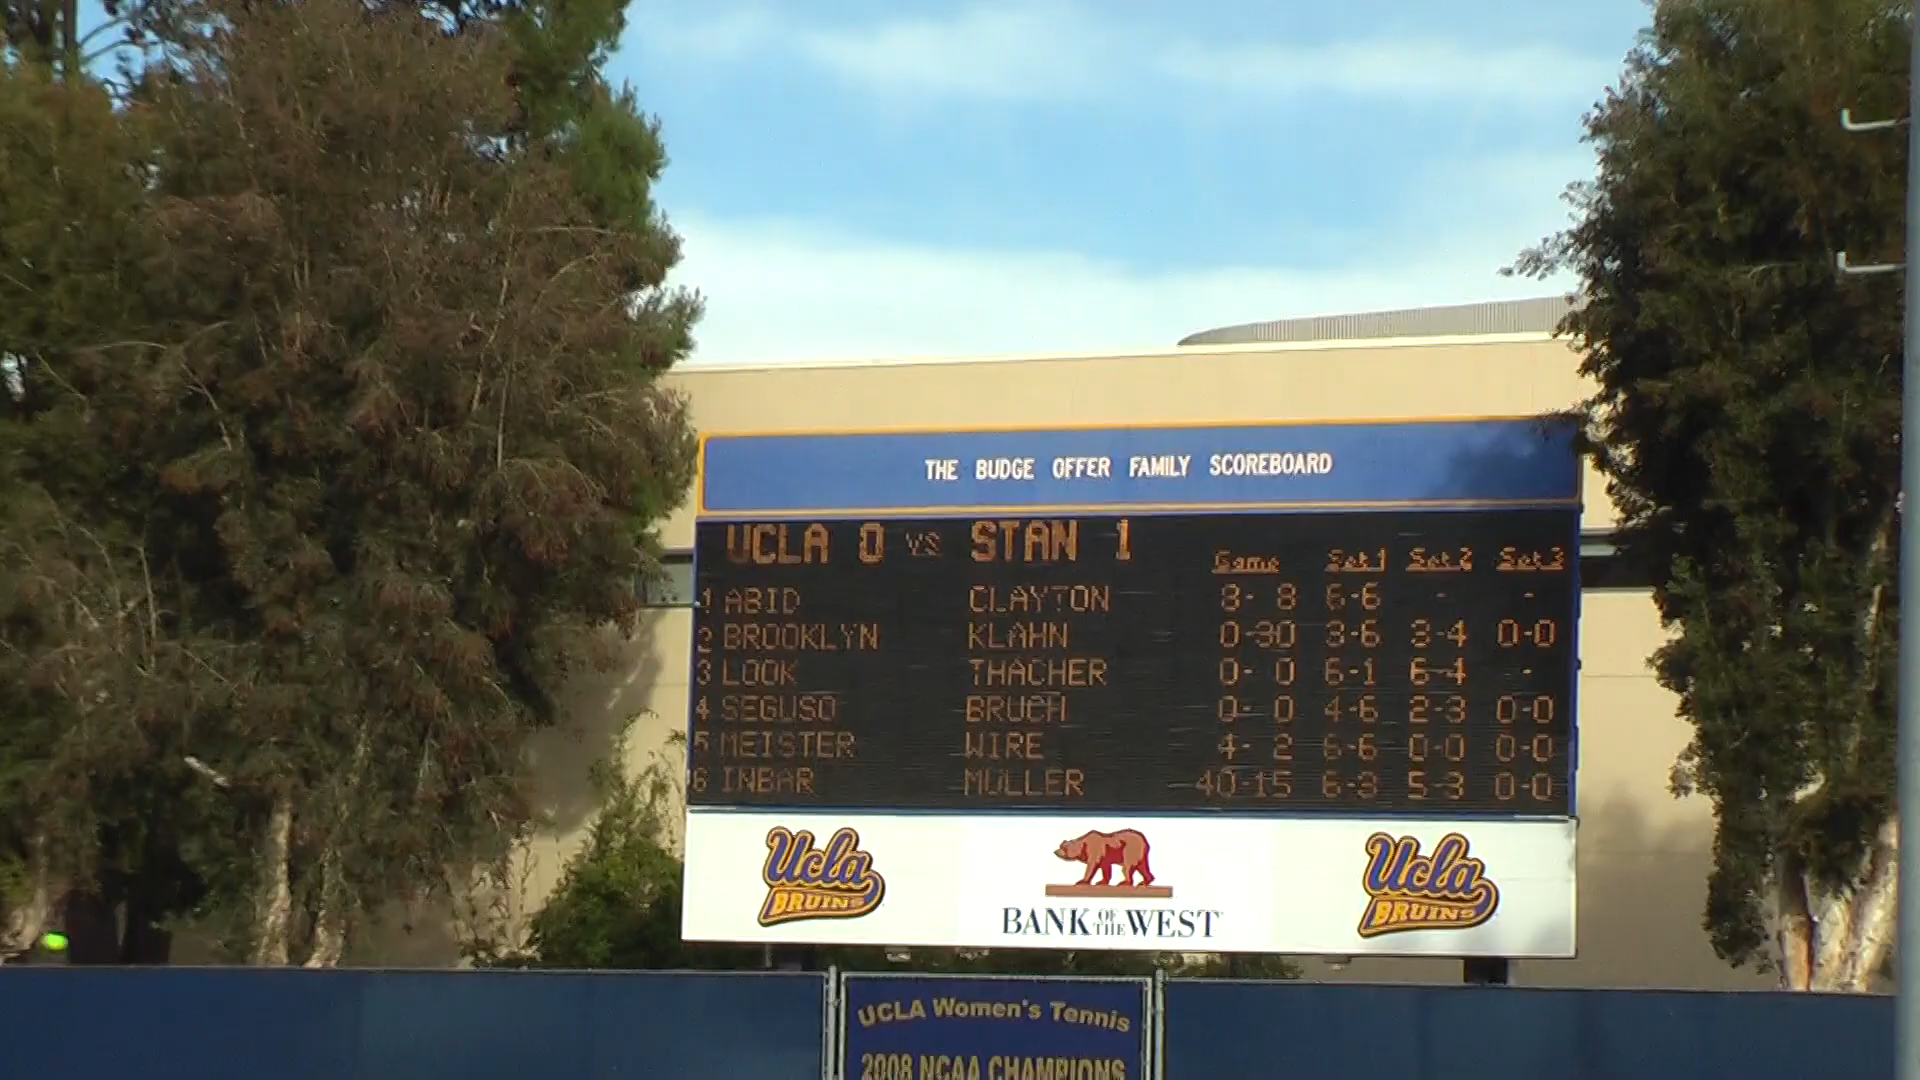 THE BUDGE OFFER FAMILY SCOREBOARD
UCLA 0 VS STAN 1
Game Set 1 Set 2 Set 3
1 ABID CLAYTON 8- 8 6-6 - -
2 BROOKLYN KLAHN 0-30 3-6 3-4 0-0
3 LOOK THACHER 0- 0 6-1 6-4 -
4 SEGUSO BRUCH 0- 0 4-6 2-3 0-0
5 MEISTER WIRE 4- 2 6-6 0-0 0-0
6 INBAR MULLER 40-15 6-3 5-3 0-0
Ucla BRUINS
BANK OF THE WEST
Ucla BRUINS
UCLA Women's Tennis
2008 NCAA CHAMPIONS